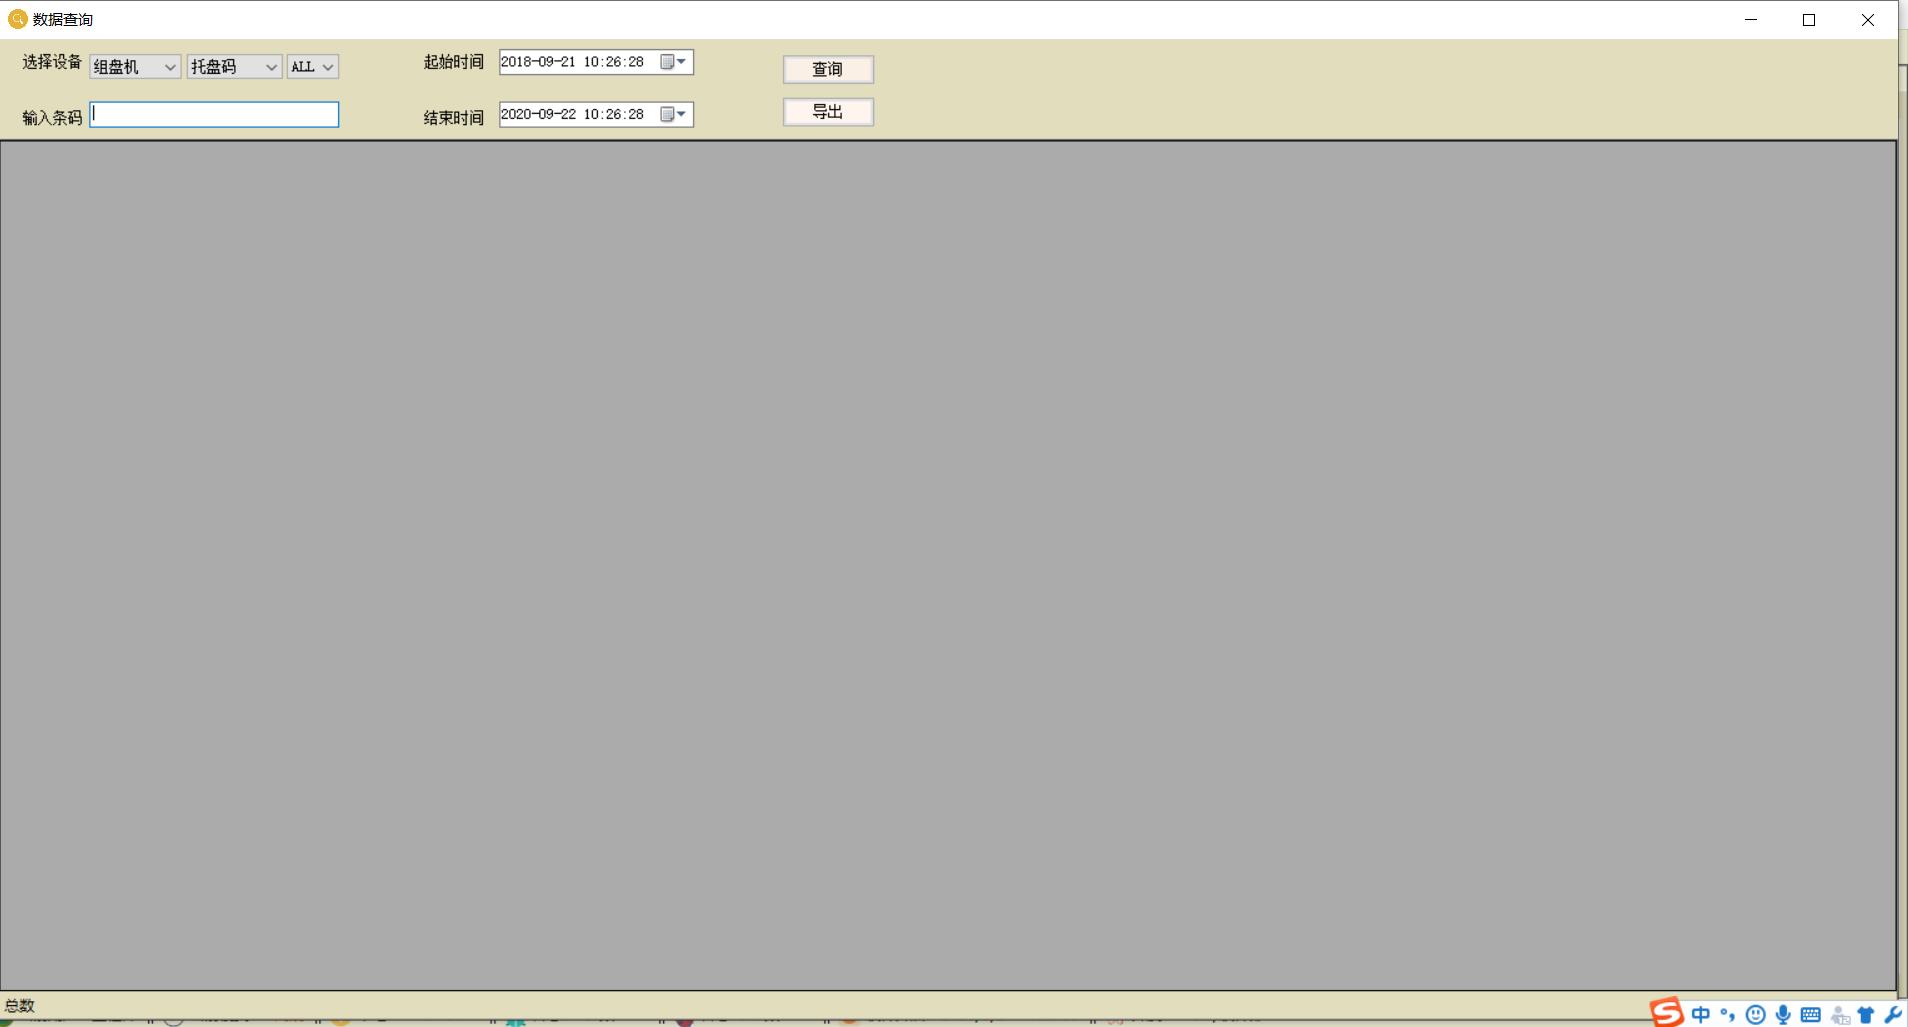 数据查询
选择设备 组盘机 托盘码 ALL 起始时间 2018-09-21 10:26:28 查询
输入条码 结束时间 2020-09-22 10:26:28 导出
总数
中